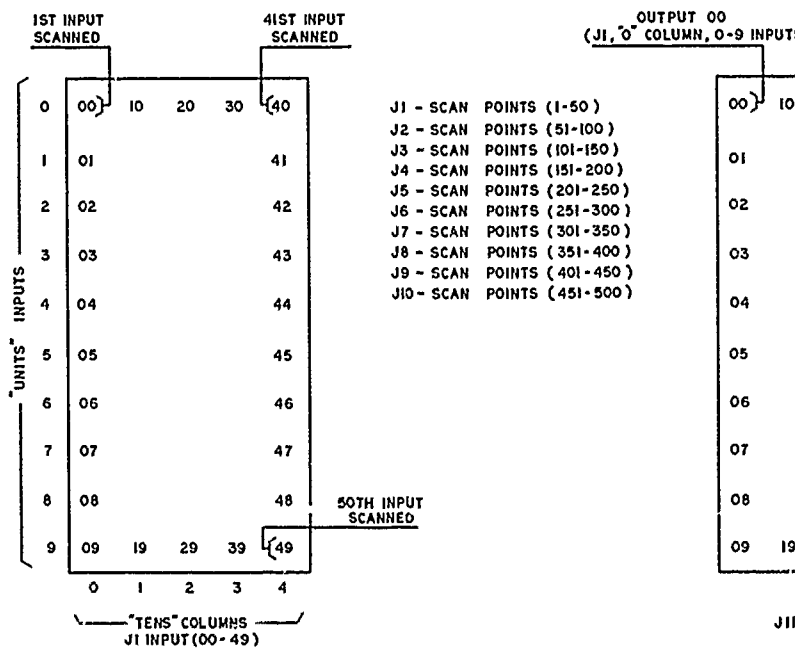 1ST INPUT
SCANNED
41ST INPUT
SCANNED
0 00 10 20 30 40
1 01 41
2 02 42
3 03 43
4 04 44
5 05 45
6 06 46
7 07 47
8 08 48
9 09 19 29 39 49
0 1 2 3 4
"UNITS" INPUTS
50TH INPUT
SCANNED
"TENS" COLUMNS
J1 INPUT (00-49)
J1 - SCAN POINTS (1-50)
J2 - SCAN POINTS (51-100)
J3 - SCAN POINTS (101-150)
J4 - SCAN POINTS (151-200)
J5 - SCAN POINTS (201-250)
J6 - SCAN POINTS (251-300)
J7 - SCAN POINTS (301-350)
J8 - SCAN POINTS (351-400)
J9 - SCAN POINTS (401-450)
J10 - SCAN POINTS (451-500)
OUTPUT 00
(J1, "0" COLUMN, 0-9 INPUTS
00 10
01
02
03
04
05
06
07
08
09 19